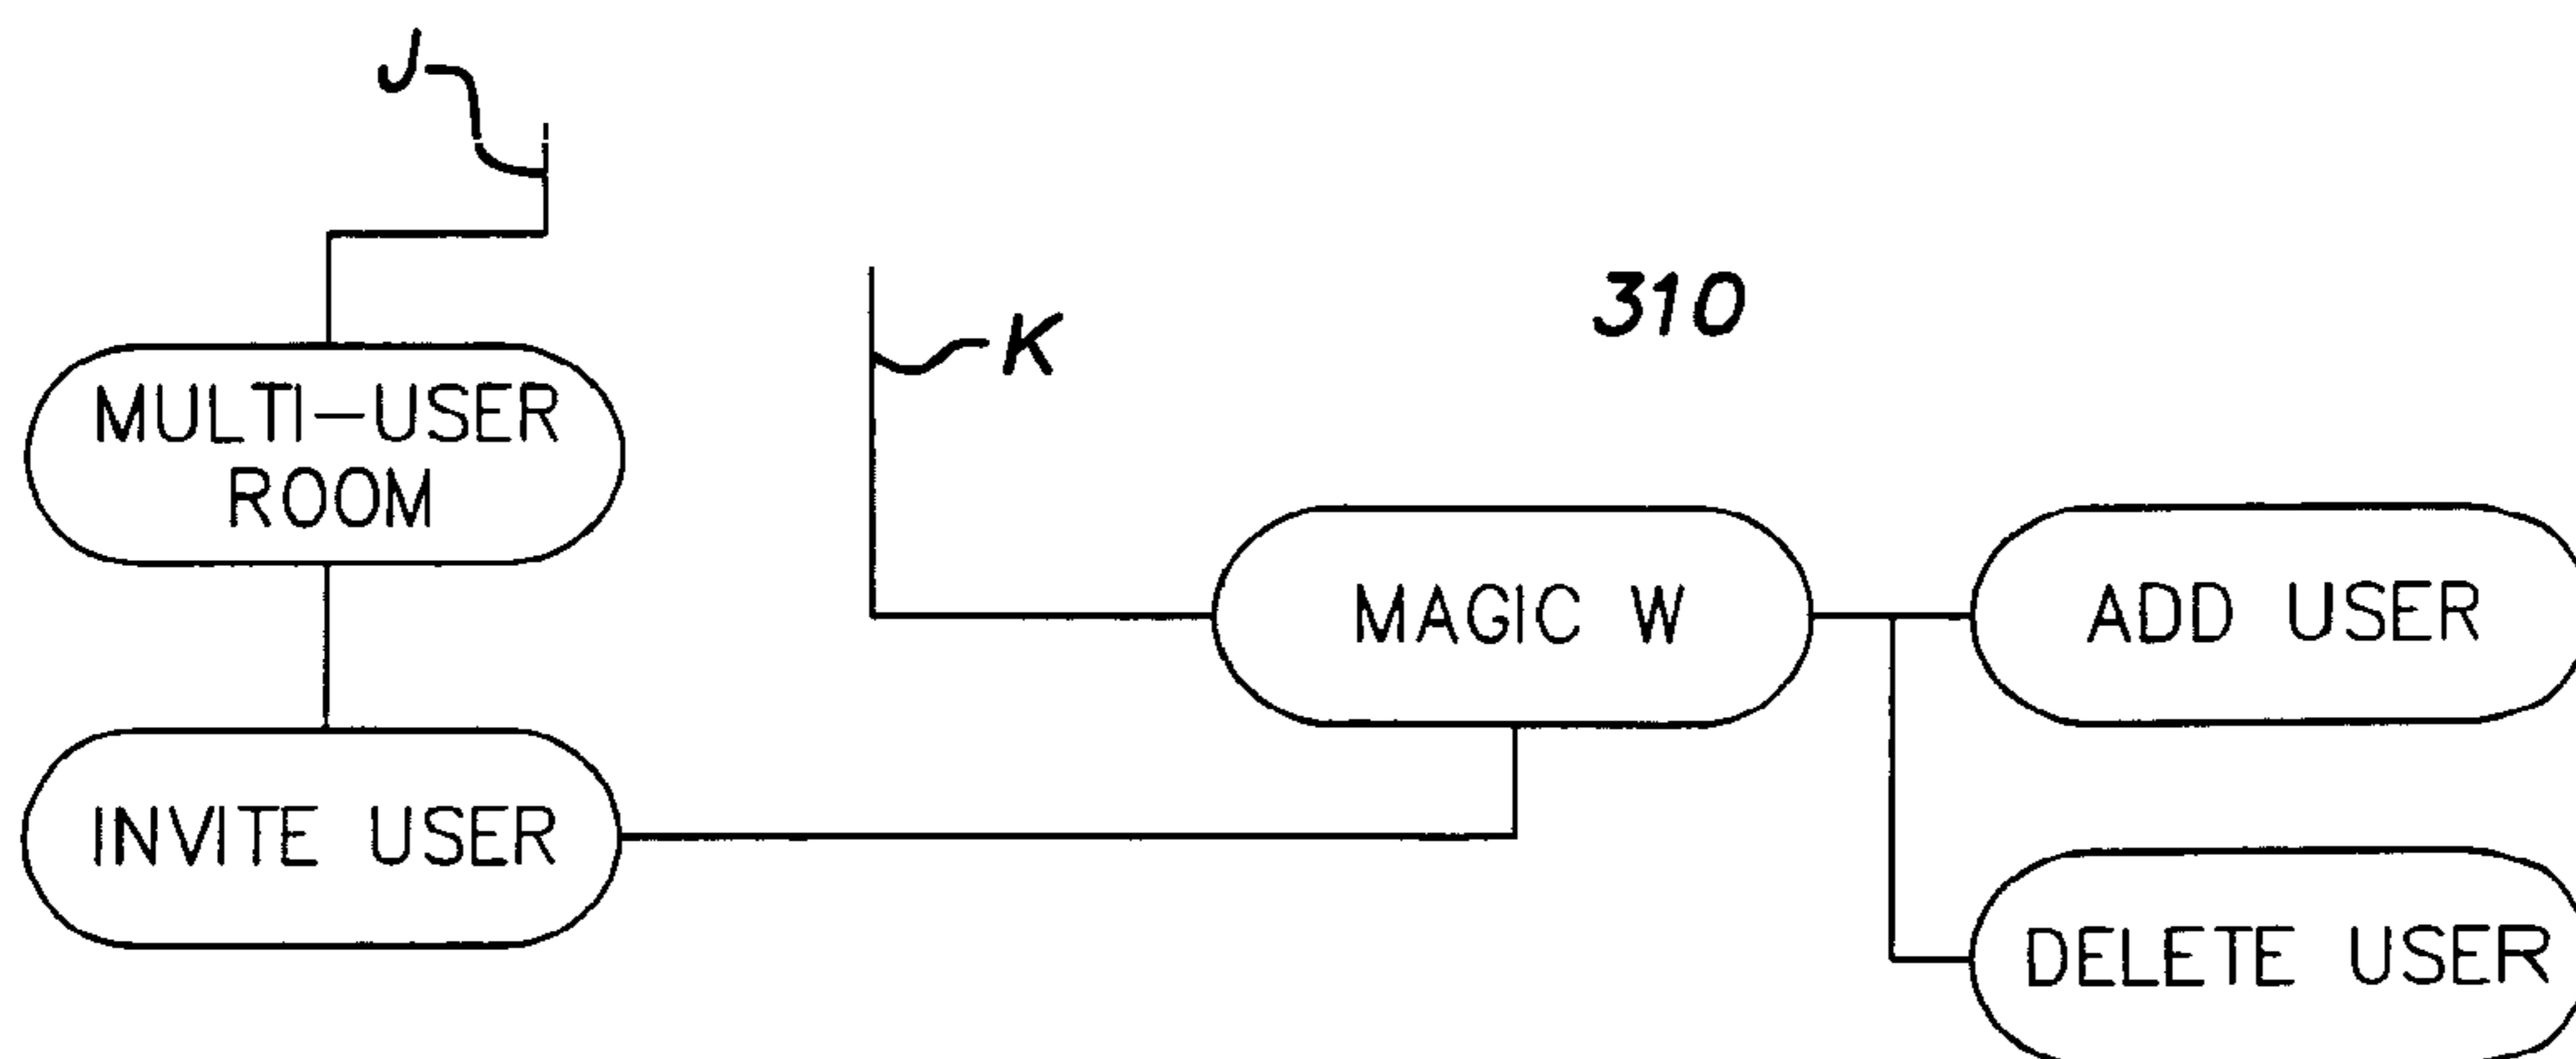 J
K
310
MULTI-USER
ROOM
MAGIC W
ADD USER
INVITE USER
DELETE USER